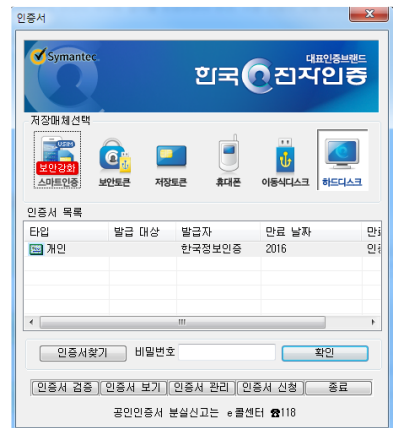 인증서
Symantec
대표인증브랜드
한국전자인증
저장매체선택
USIM
보안강화
스마트인증 보안토큰 저장토큰 휴대폰 이동식디스크 하드디스크
인증서 목록
타입 발급 대상 발급자 만료 날짜
개인 한국정보인증 2016
인증서찾기 비밀번호 확인
인증서 검증 인증서 보기 인증서 관리 인증서 신청 종료
공인인증서 분실신고는 e콜센터 ☎118